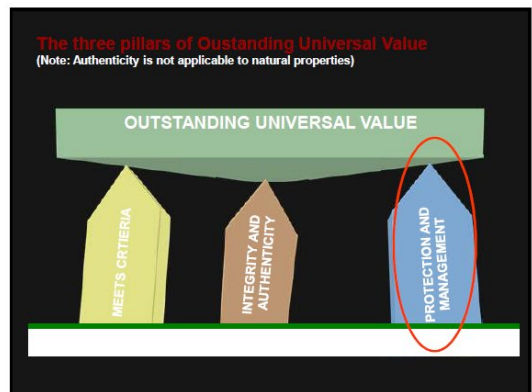 The three pillars of Oustanding Universal Value
(Note: Authenticity is not applicable to natural properties)
OUTSTANDING UNIVERSAL VALUE
MEETS CRTIERIA
INTEGRITY AND
AUTHENTICITY
PROTECTION AND
MANAGEMENT